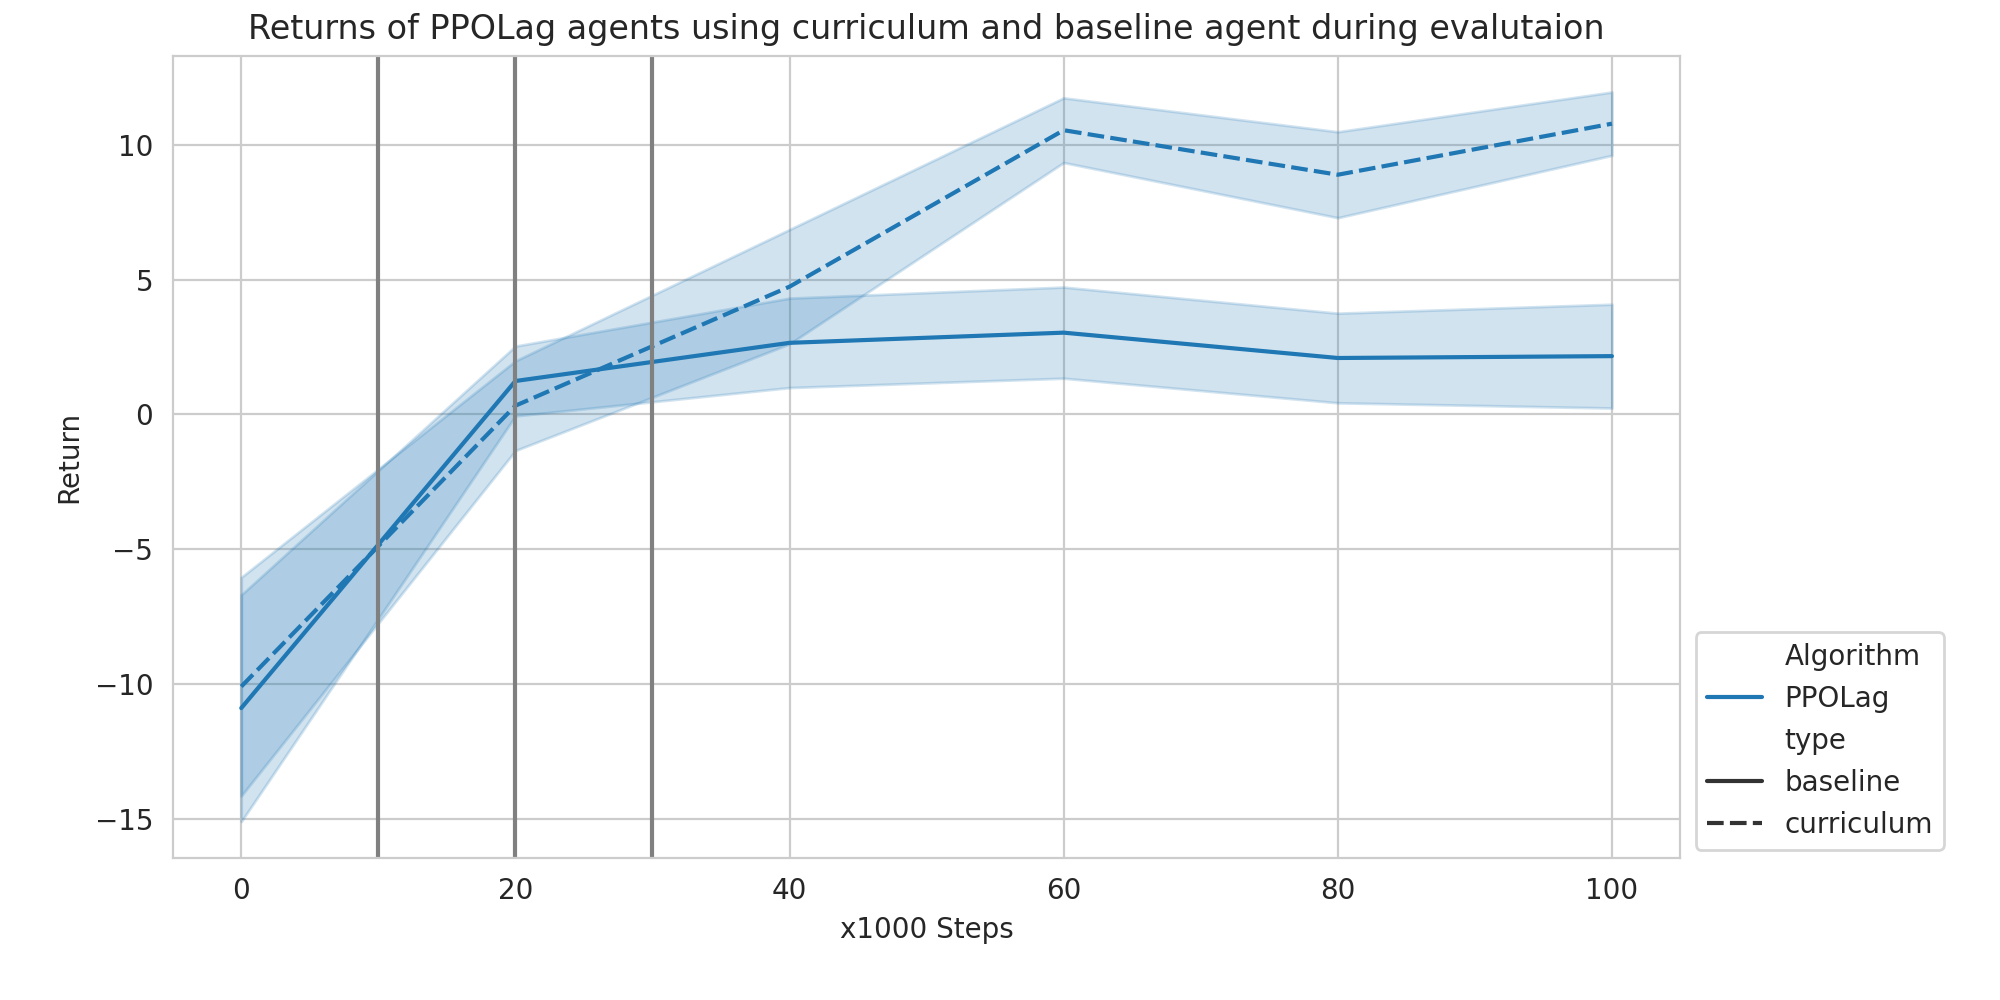 Returns of PPOLag agents using curriculum and baseline agent during evalutaion
10
5
0
−5
−10
−15
Return
0 20 40 60 80 100
x1000 Steps
Algorithm
PPOLag
type
baseline
curriculum